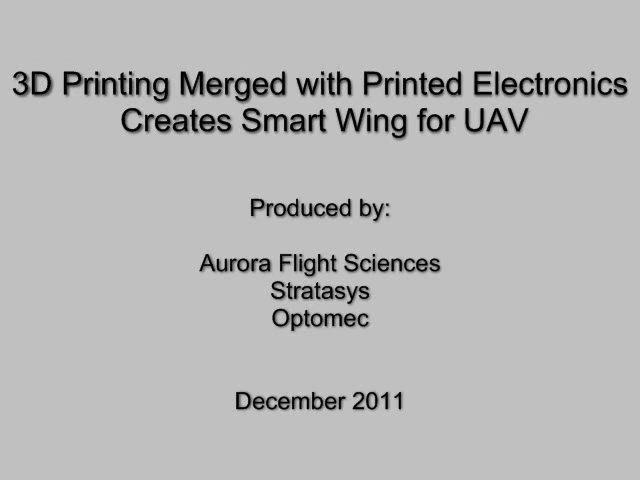 3D Printing Merged with Printed Electronics
Creates Smart Wing for UAV
Produced by:
Aurora Flight Sciences
Stratasys
Optomec
December 2011